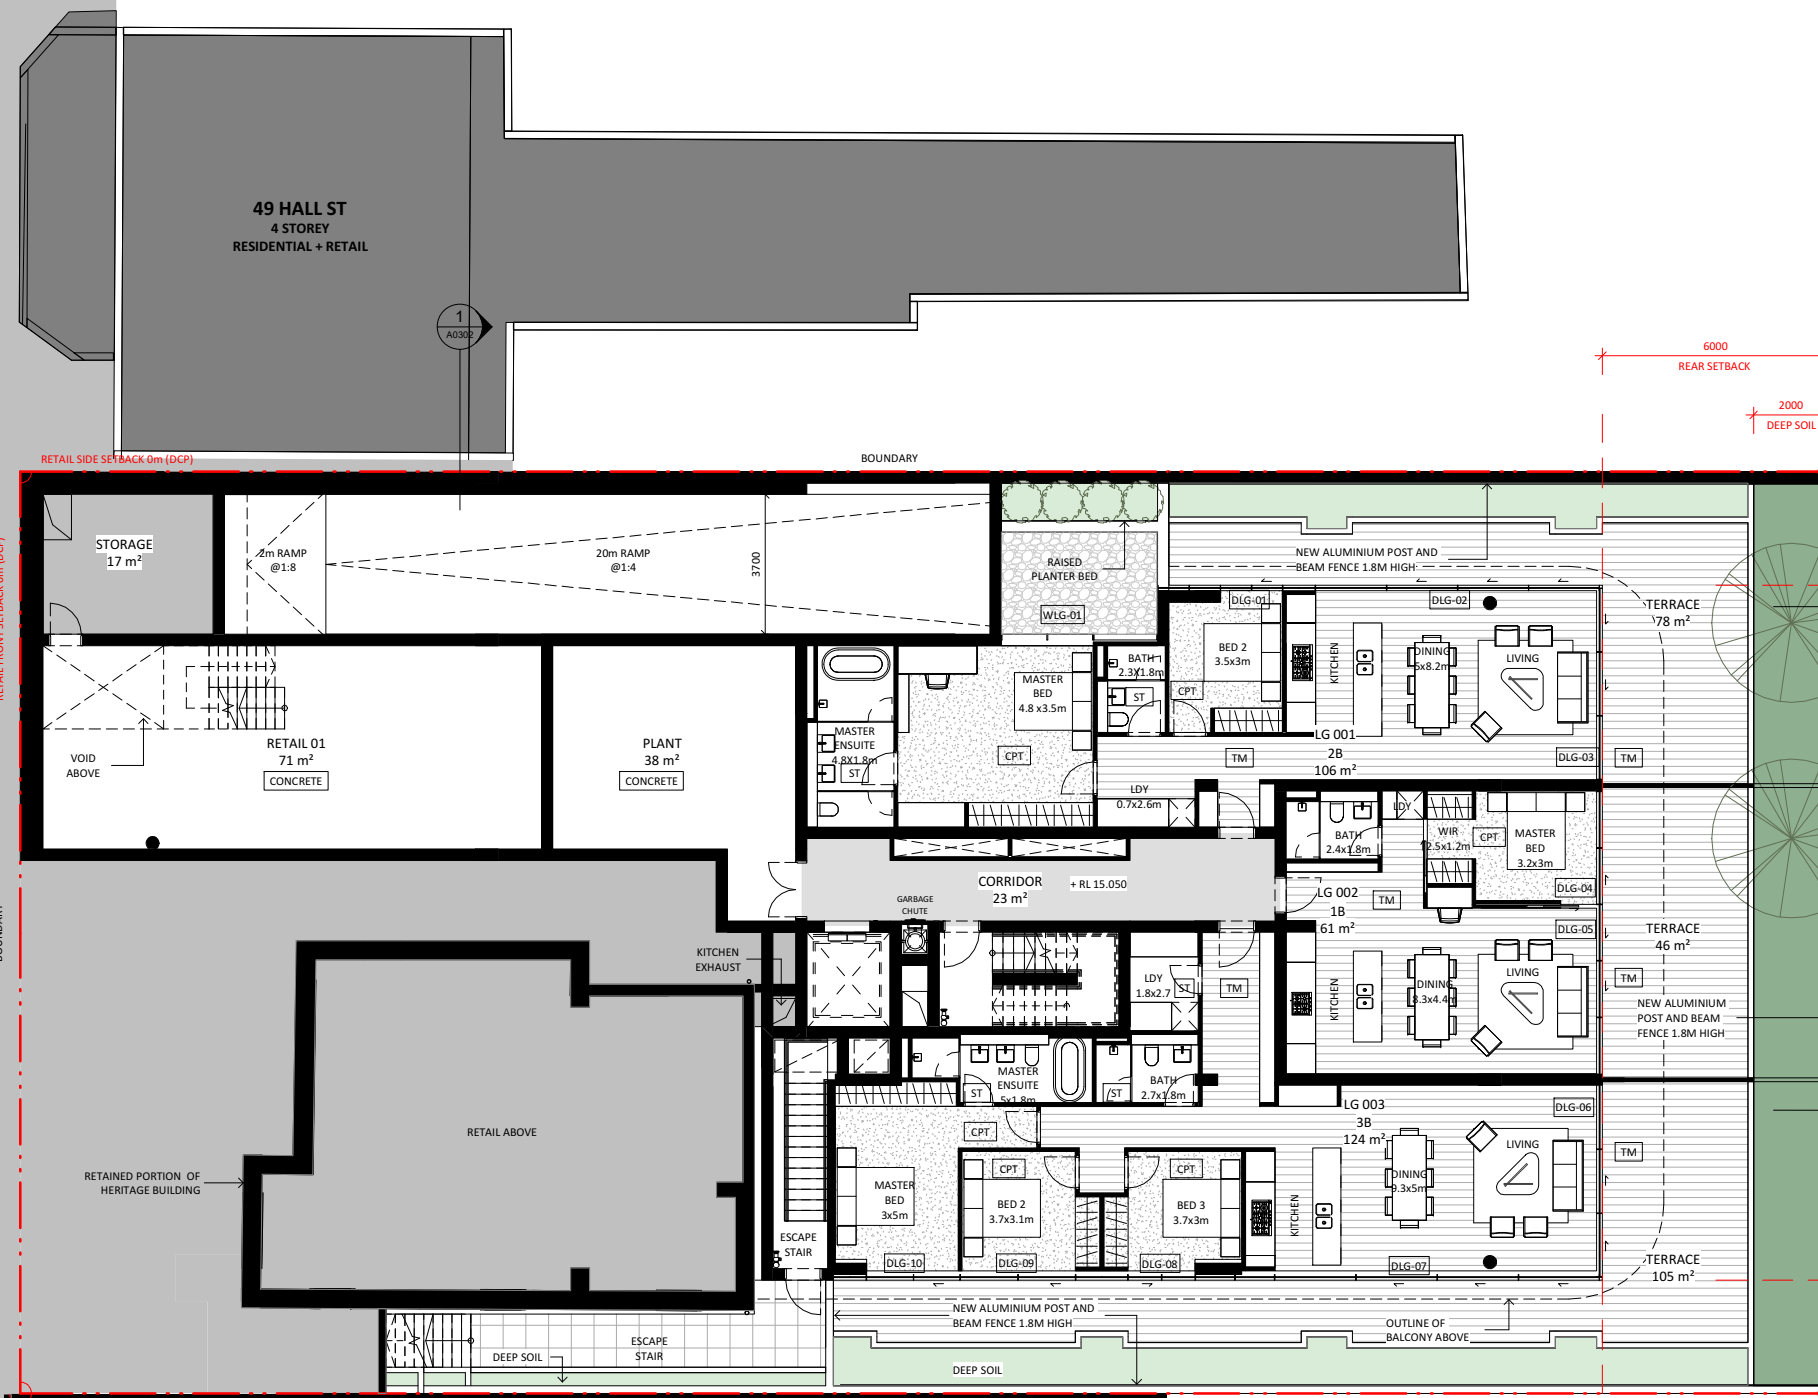 49 HALL ST
4 STOREY
RESIDENTIAL + RETAIL
1
A0302
6000
REAR SETBACK
2000
DEEP SOIL
RETAIL SIDE SETBACK 0m (DCP)
BOUNDARY
RETAIL FRONT SETBACK 0m (DCP)
BOUNDARY
STORAGE
17 m²
2m RAMP
@1:8
20m RAMP
@1:4
3700
RAISED
PLANTER BED
WLG-01
NEW ALUMINIUM POST AND
BEAM FENCE 1.8M HIGH
DLG-01
DLG-02
TERRACE
78 m²
BED 2
3.5x3m
CPT
KITCHEN
DINING
5x8.2m
LIVING
BATH
2.3X1.8m
ST
MASTER
BED
4.8 x3.5m
CPT
MASTER
ENSUITE
4.8X1.8m
ST
VOID
ABOVE
RETAIL 01
71 m²
CONCRETE
PLANT
38 m²
CONCRETE
LG 001
2B
106 m²
TM
DLG-03
TM
LDY
0.7x2.6m
BATH
2.4x1.8m
LDY
WIR
2.5x1.2m
CPT
MASTER
BED
3.2x3m
DLG-04
CORRIDOR
23 m²
+ RL 15.050
GARBAGE
CHUTE
LG 002
1B
61 m²
TM
DLG-05
TERRACE
46 m²
KITCHEN
EXHAUST
LDY
1.8x2.7
ST
TM
KITCHEN
DINING
8.3x4.4m
LIVING
TM
NEW ALUMINIUM
POST AND BEAM
FENCE 1.8M HIGH
MASTER
ENSUITE
5x1.8m
ST
ST
BATH
2.7x1.8m
LG 003
3B
124 m²
DLG-06
RETAIL ABOVE
CPT
CPT
CPT
TM
RETAINED PORTION OF
HERITAGE BUILDING
MASTER
BED
3x5m
BED 2
3.7x3.1m
BED 3
3.7x3m
KITCHEN
DINING
9.3x5m
LIVING
ESCAPE
STAIR
DLG-10
DLG-09
DLG-08
DLG-07
TERRACE
105 m²
NEW ALUMINIUM POST AND
BEAM FENCE 1.8M HIGH
OUTLINE OF
BALCONY ABOVE
ESCAPE
STAIR
DEEP SOIL
DEEP SOIL